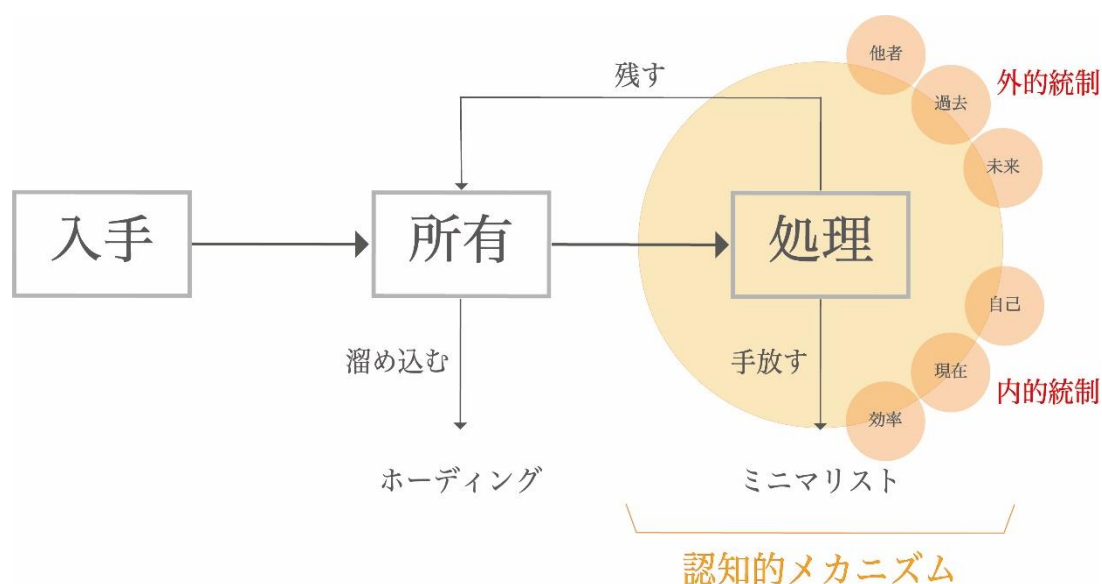 他者
残す
外的統制
過去
未来
入手
所有
処理
自己
溜め込む
手放す
現在
内的統制
効率
ホーディング
ミニマリスト
認知的メカニズム